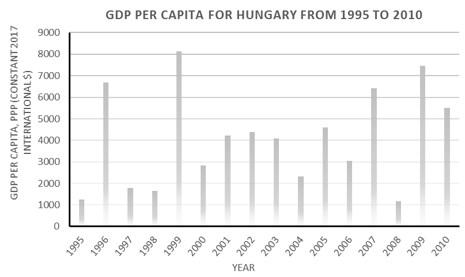 GDP PER CAPITA FOR HUNGARY FROM 1995 TO 2010
GDP PER CAPITA, PPP (CONSTANT 2017
INTERNATIONAL$)
9000
8000
7000
6000
5000
4000
3000
2000
1000
0
1995 1996 1997 1998 1999 2000 2001 2002 2003 2004 2005 2006 2007 2008 2009 2010
YEAR